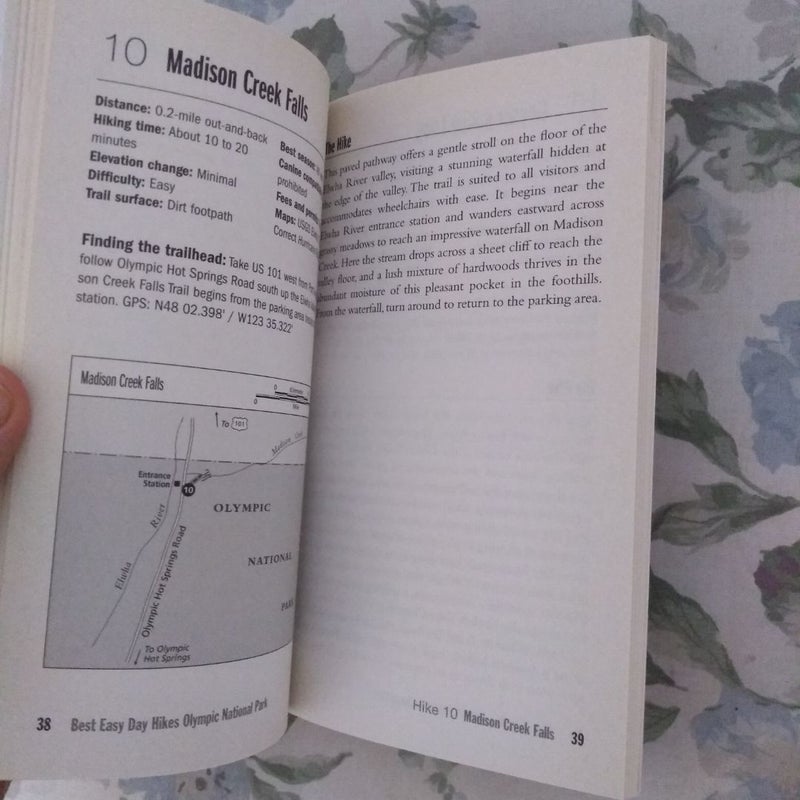 10 Madison Creek Falls
Distance: 0.2-mile out-and-back
Hiking time: About 10 to 20
minutes
Elevation change: Minimal
Difficulty: Easy
Trail surface: Dirt footpath
Best season:
Canine
prohibited
Fees and
Maps: USGS
Correct
Finding the trailhead: Take US 101 west from
follow Olympic Hot Springs Road south up the Elwha
son Creek Falls Trail begins from the parking area
station. GPS: N48 02.398' / W123 35.322'
Madison Creek Falls
0
0
To 101
Madison
Entrance
Station
10
OLYMPIC
NATIONAL
PARK
Elwha River
Olympic Hot Springs Road
To Olympic
Hot Springs
38 Best Easy Day Hikes Olympic National Park
The Hike
This paved pathway offers a gentle stroll on the floor of the
Elwha River valley, visiting a stunning waterfall hidden at
the edge of the valley. The trail is suited to all visitors and
accommodates wheelchairs with ease. It begins near the
Elwha River entrance station and wanders eastward across
grassy meadows to reach an impressive waterfall on Madison
Creek. Here the stream drops across a sheet cliff to reach the
valley floor, and a lush mixture of hardwoods thrives in the
abundant moisture of this pleasant pocket in the foothills.
From the waterfall, turn around to return to the parking area.
Hike 10 Madison Creek Falls 39